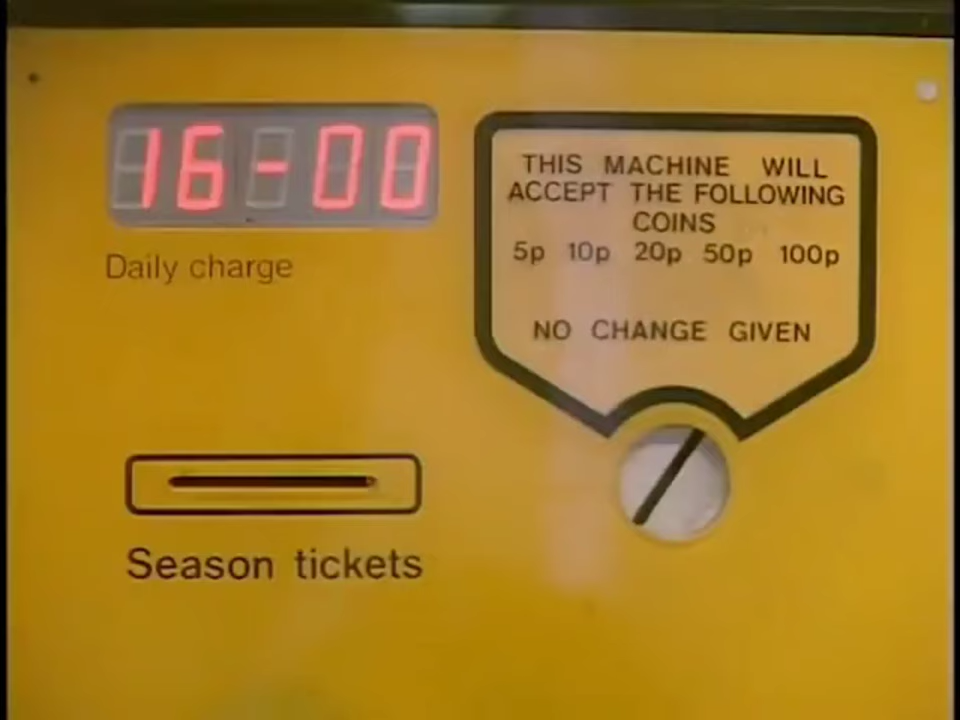 16-00
Daily charge
THIS MACHINE WILL
ACCEPT THE FOLLOWING
COINS
5p 10p 20p 50p 100p
NO CHANGE GIVEN
Season tickets